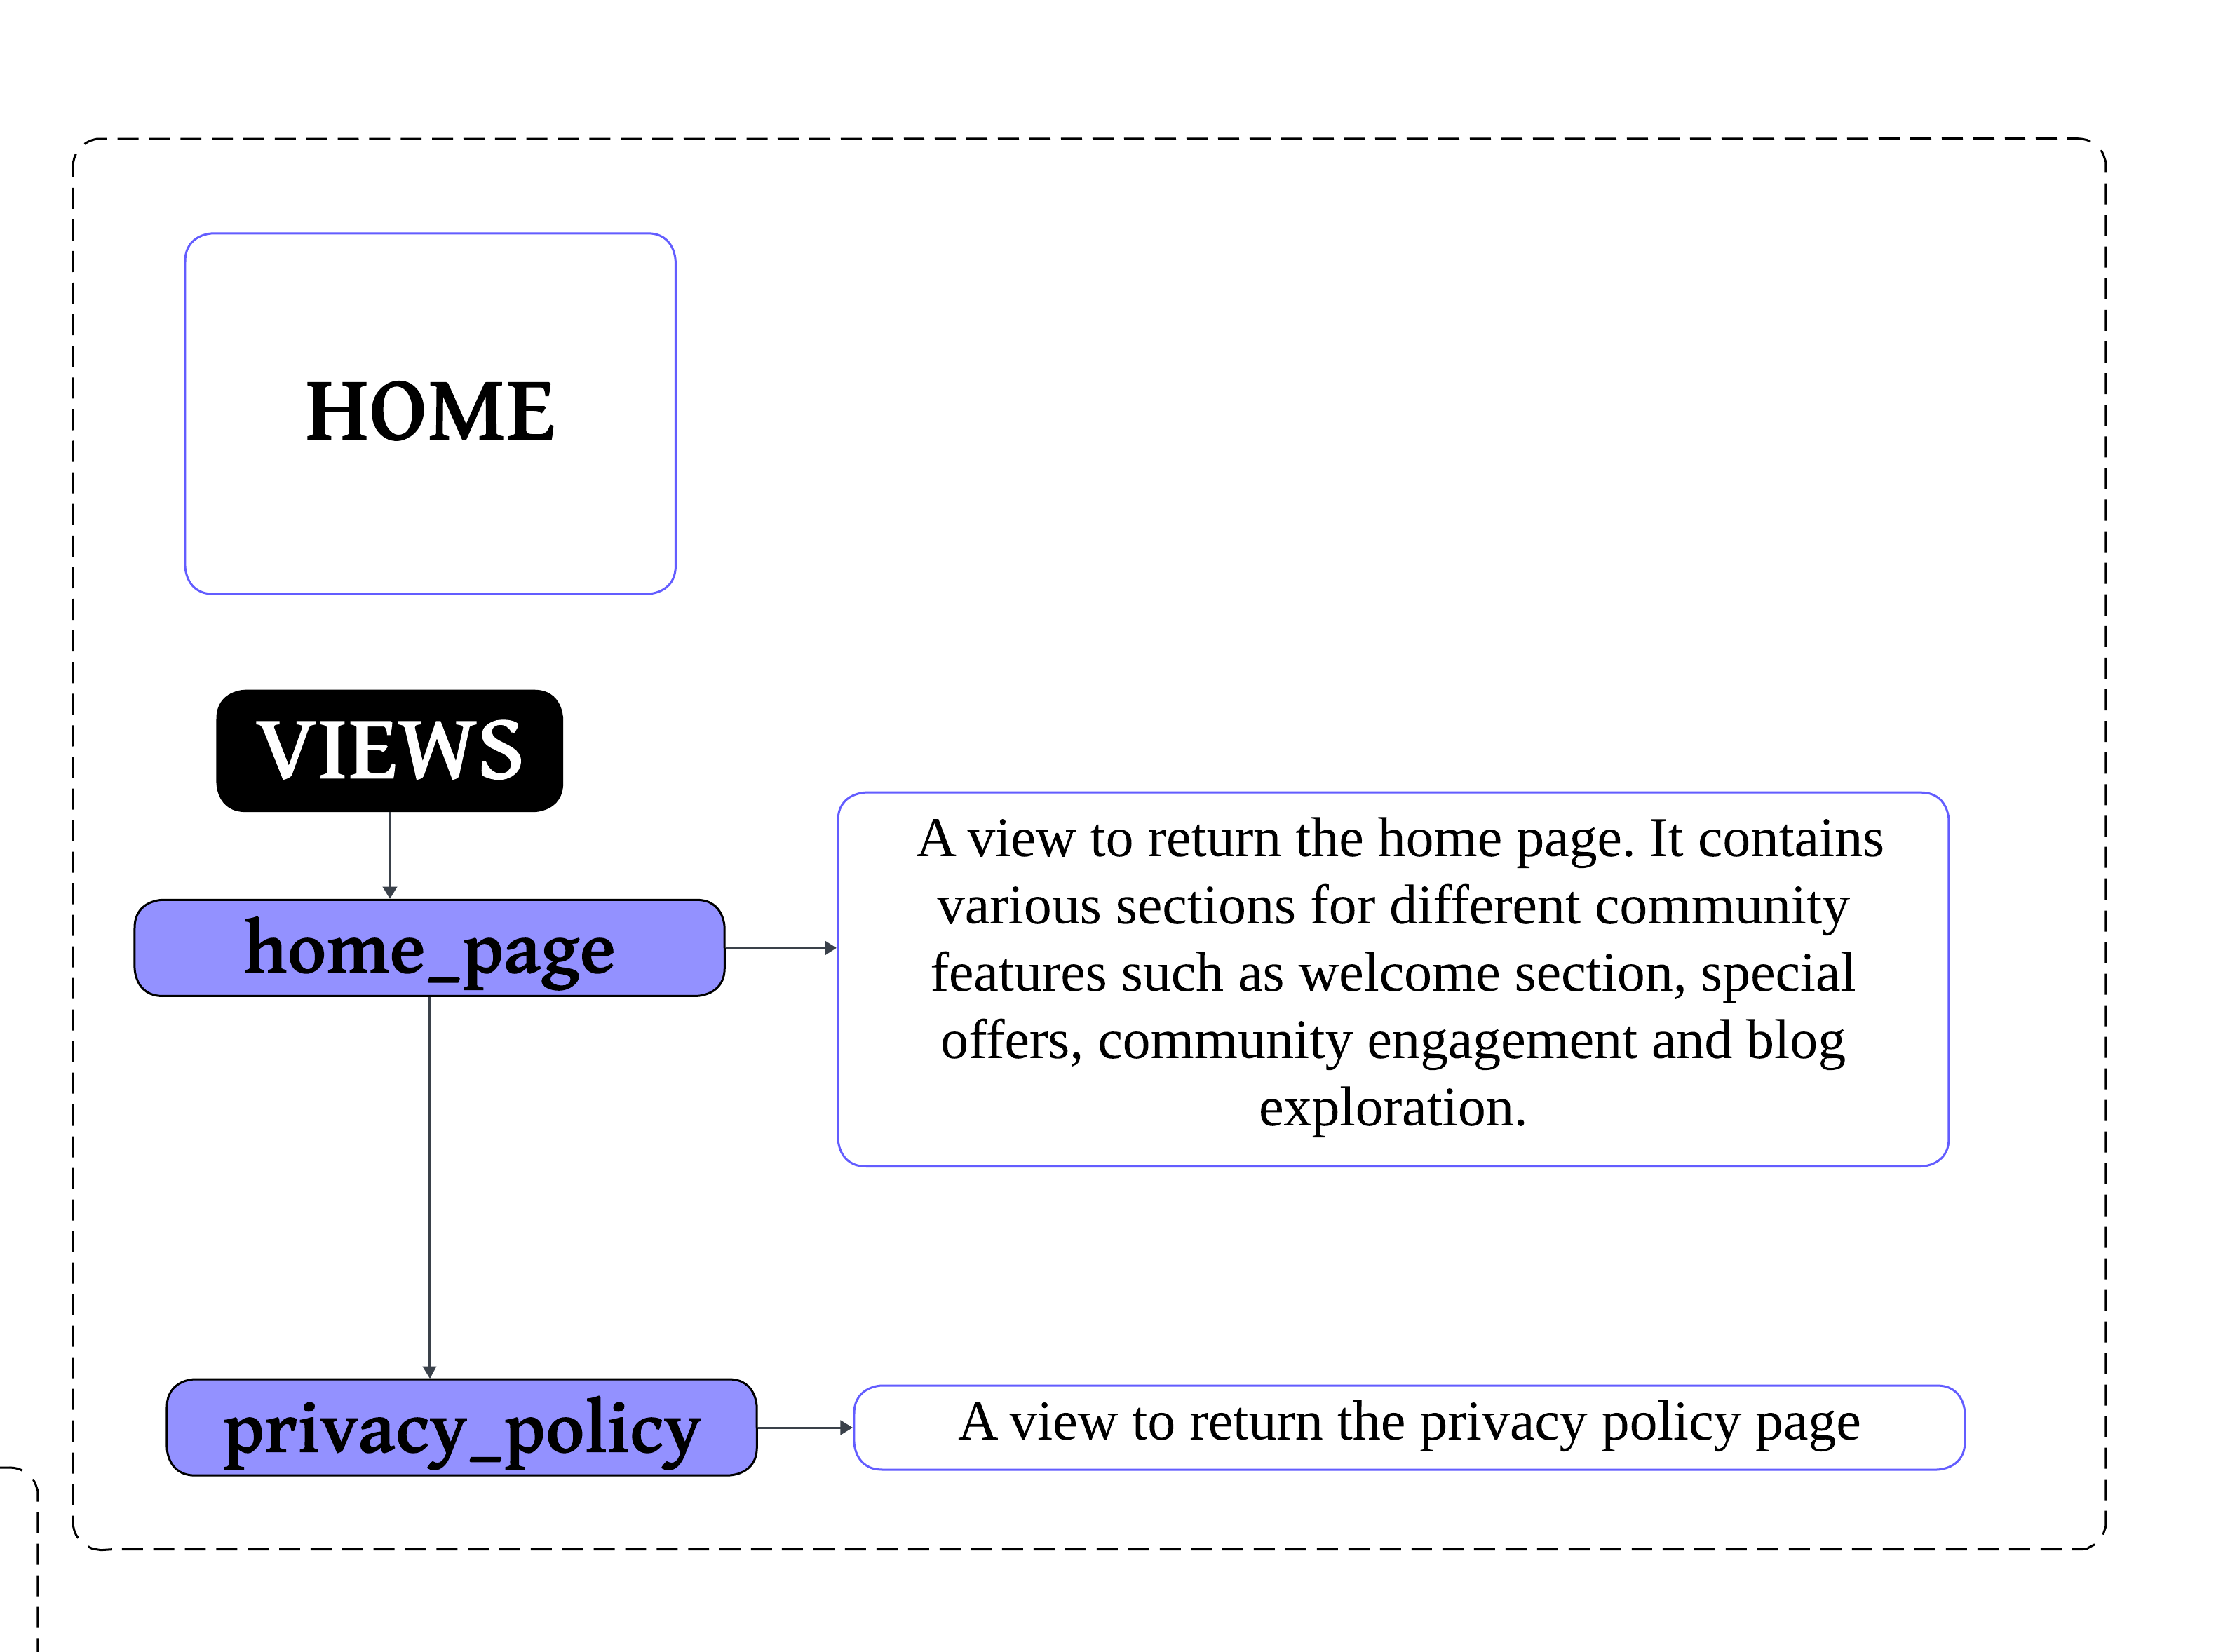 HOME
VIEWS
home_page
A view to return the home page. It contains
various sections for different community
features such as welcome section, special
offers, community engagement and blog
exploration.
privacy_policy
A view to return the privacy policy page